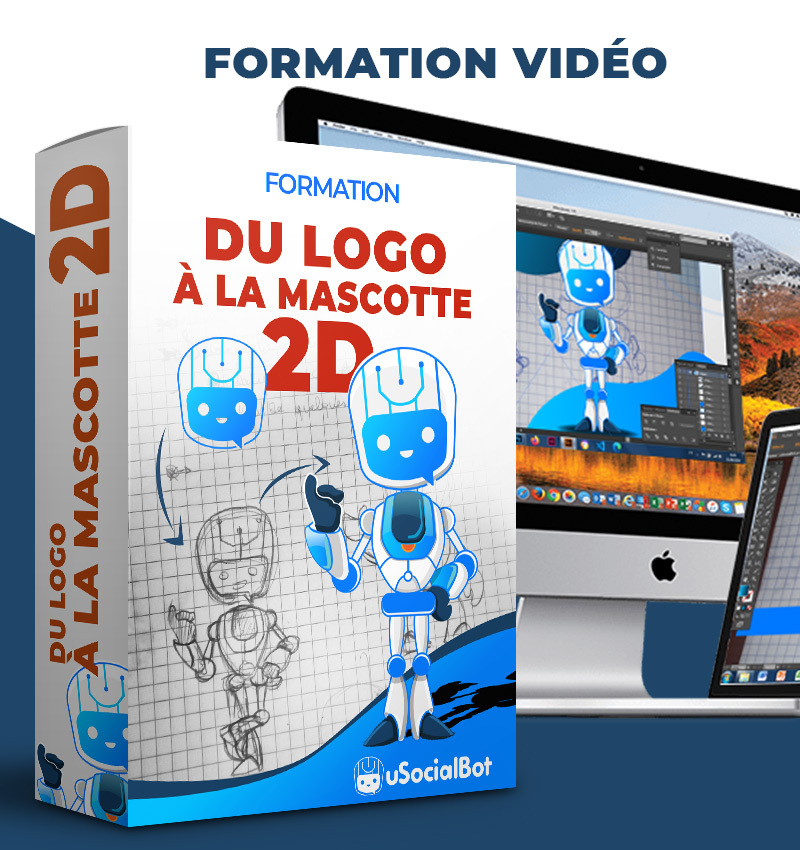 FORMATION VIDÉO
FORMATION
DU LOGO
À LA MASCOTTE
2D
uSocialBot
DU LOGO
À LA MASCOTTE 2D